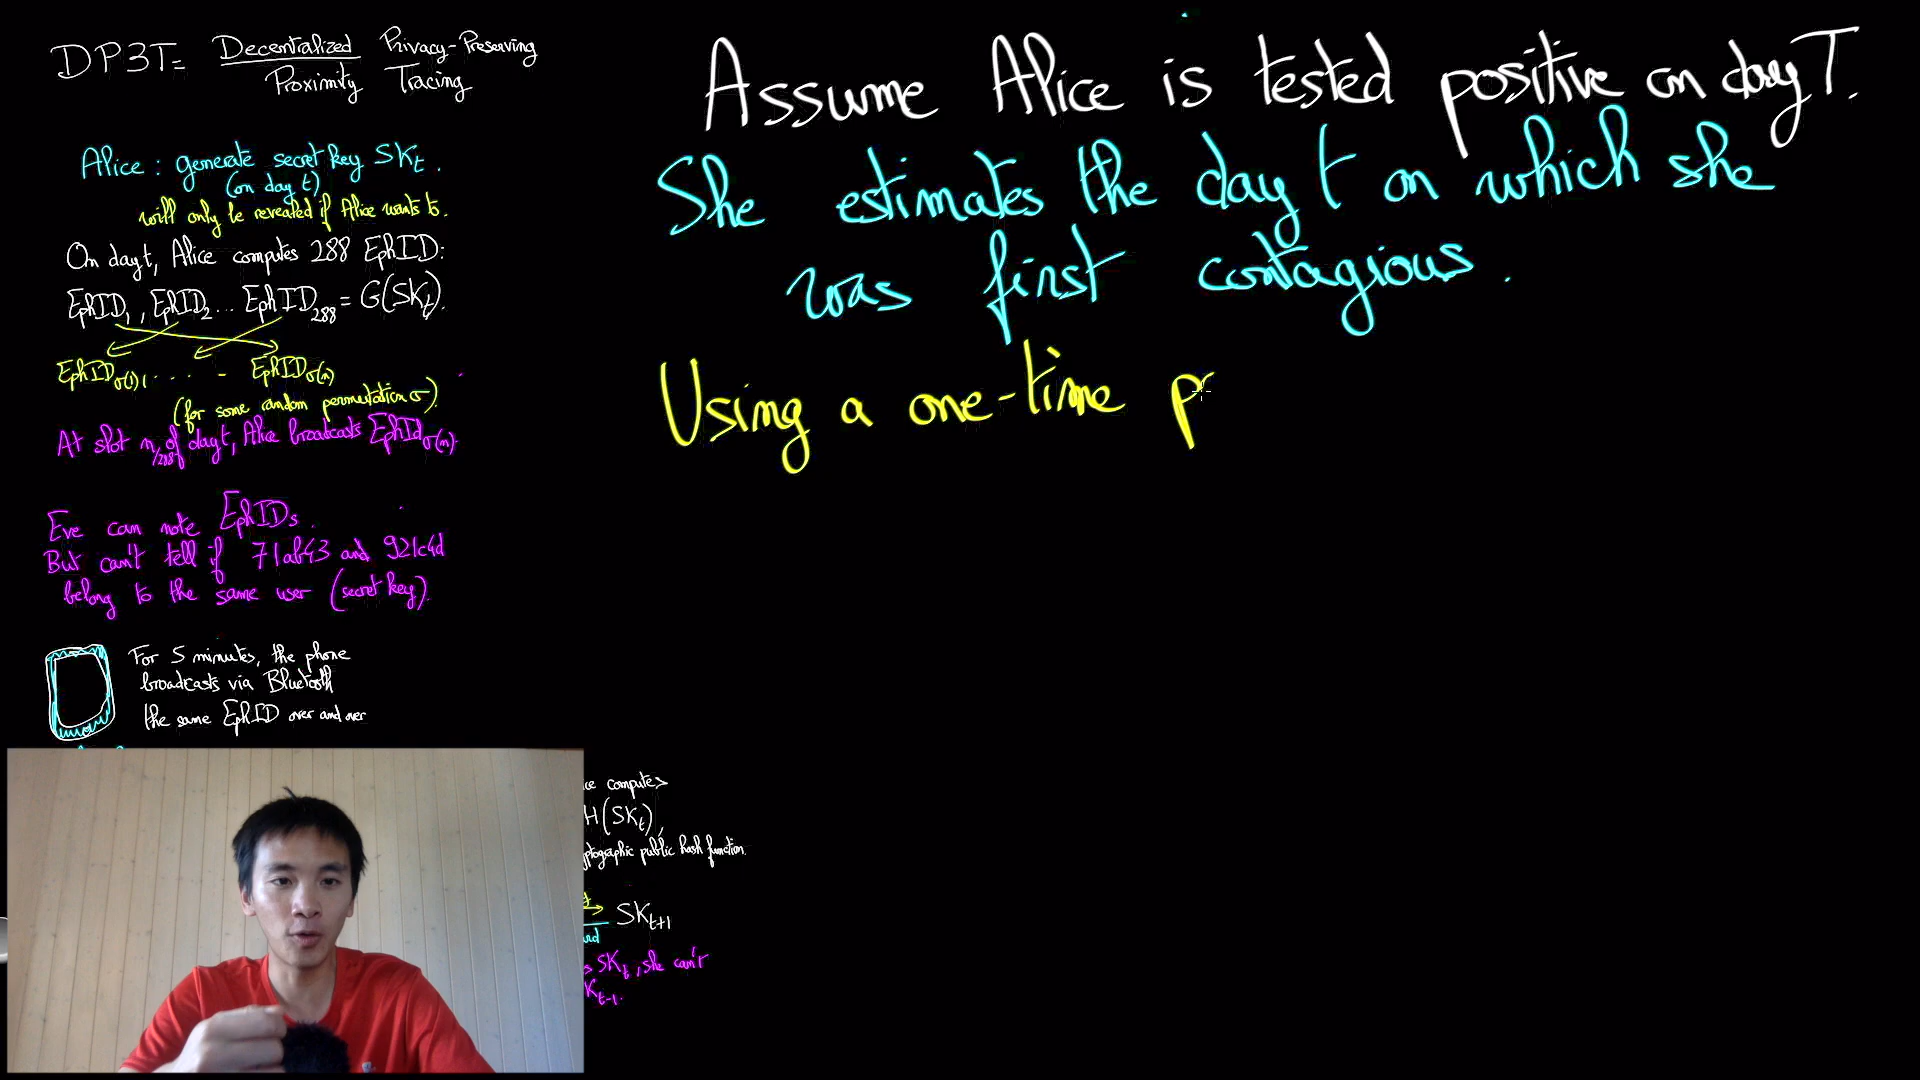 DP3T = Decentralized Privacy-Preserving
Proximity Tracing
Alice : generate secret key SKt.
(on day t)
will only be revealed if Alice wants to.
On day t, Alice computes 288 EphID:
EphID1, EphID2 ... EphID288 = G(SKt).
EphIDσ(1), ... - EphIDσ(n)
(for some random permutation σ).
At slot n/288 of day t, Alice broadcasts EphIdσ(n).
Eve can note EphIDs.
But can't tell if 71ab43 and 921c4d
belong to the same user (secret key).
For 5 minutes, the phone
broadcasts via Bluetooth
the same EphID over and over
computes
H(SKt),
public hash function.
SKt+1
SKt, she can't
Kt-1.
Assume Alice is tested positive on day T.
She estimates the day t on which she
was first contagious.
Using a one-time pr